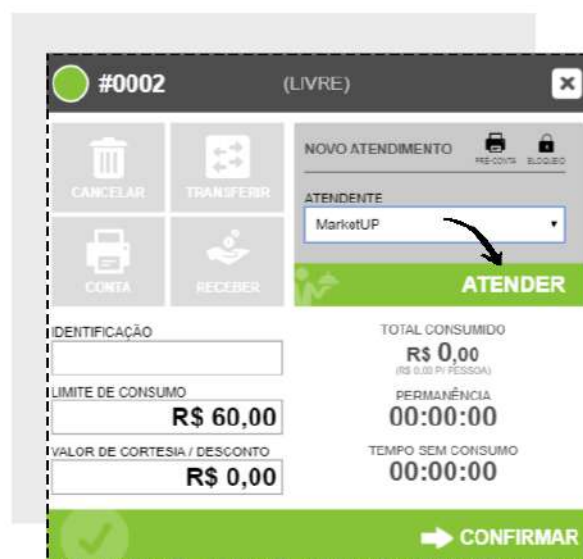 #0002 (LIVRE)
CANCELAR TRANSFERIR
NOVO ATENDIMENTO PRÉ-CONTA BLOQUEIO
ATENDENTE
MarketUP
CONTA RECEBER
ATENDER
IDENTIFICAÇÃO
TOTAL CONSUMIDO
R$ 0,00
(R$ 0,00 P/ PESSOA)
LIMITE DE CONSUMO
R$ 60,00
PERMANÊNCIA
00:00:00
VALOR DE CORTESIA / DESCONTO
R$ 0,00
TEMPO SEM CONSUMO
00:00:00
CONFIRMAR